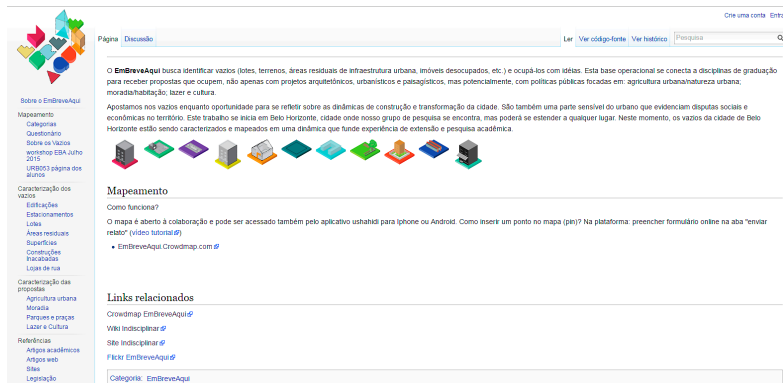 Crie uma conta Entra
Página Discussão
Ler Ver código-fonte Ver histórico Pesquisa
O EmBreveAqui busca identificar vazios (lotes, terrenos, áreas residuais de infraestrutura urbana, imóveis desocupados, etc.) e ocupá-los com idéias. Esta base operacional se conecta a disciplinas de graduação
para receber propostas que ocupem, não apenas com projetos arquitetônicos, urbanísticos e paisagísticos, mas potencialmente, com políticas públicas focadas em: agricultura urbana/natureza urbana;
moradia/habitação; lazer e cultura.
Apostamos nos vazios enquanto oportunidade para se refletir sobre as dinâmicas de construção e transformação da cidade. São também uma parte sensível do urbano que evidenciam disputas sociais e
econômicas no território. Este trabalho se inicia em Belo Horizonte, cidade onde nosso grupo de pesquisa se encontra, mas poderá se estender a qualquer lugar. Neste momento, os vazios da cidade de Belo
Horizonte estão sendo caracterizados e mapeados em uma dinâmica que funde experiência de extensão e pesquisa acadêmica.
Mapeamento
Como funciona?
O mapa é aberto à colaboração e pode ser acessado também pelo aplicativo ushahidi para Iphone ou Android. Como inserir um ponto no mapa (pin)? Na plataforma: preencher formulário online na aba "enviar
relato" (vídeo tutorial)
EmBreveAqui.Crowdmap.com
Links relacionados
Crowdmap EmBreveAqui
Wiki Indisciplinar
Site Indisciplinar
Flickr EmBreveAqui
Categoria: EmBreveAqui
Sobre o EmBreveAqui
Mapeamento
Categorias
Questionário
Sobre os Vazios
workshop EBA Julho
2015
URB053 página dos
alunos
Caracterização dos
vazios
Edificações
Estacionamentos
Lotes
Áreas residuais
Superfícies
Construções
Inacabadas
Lojas de rua
Caracterização das
propostas
Agricultura urbana
Moradia
Parques e praças
Lazer e Cultura
Referências
Artigos acadêmicos
Artigos web
Sites
Legislação